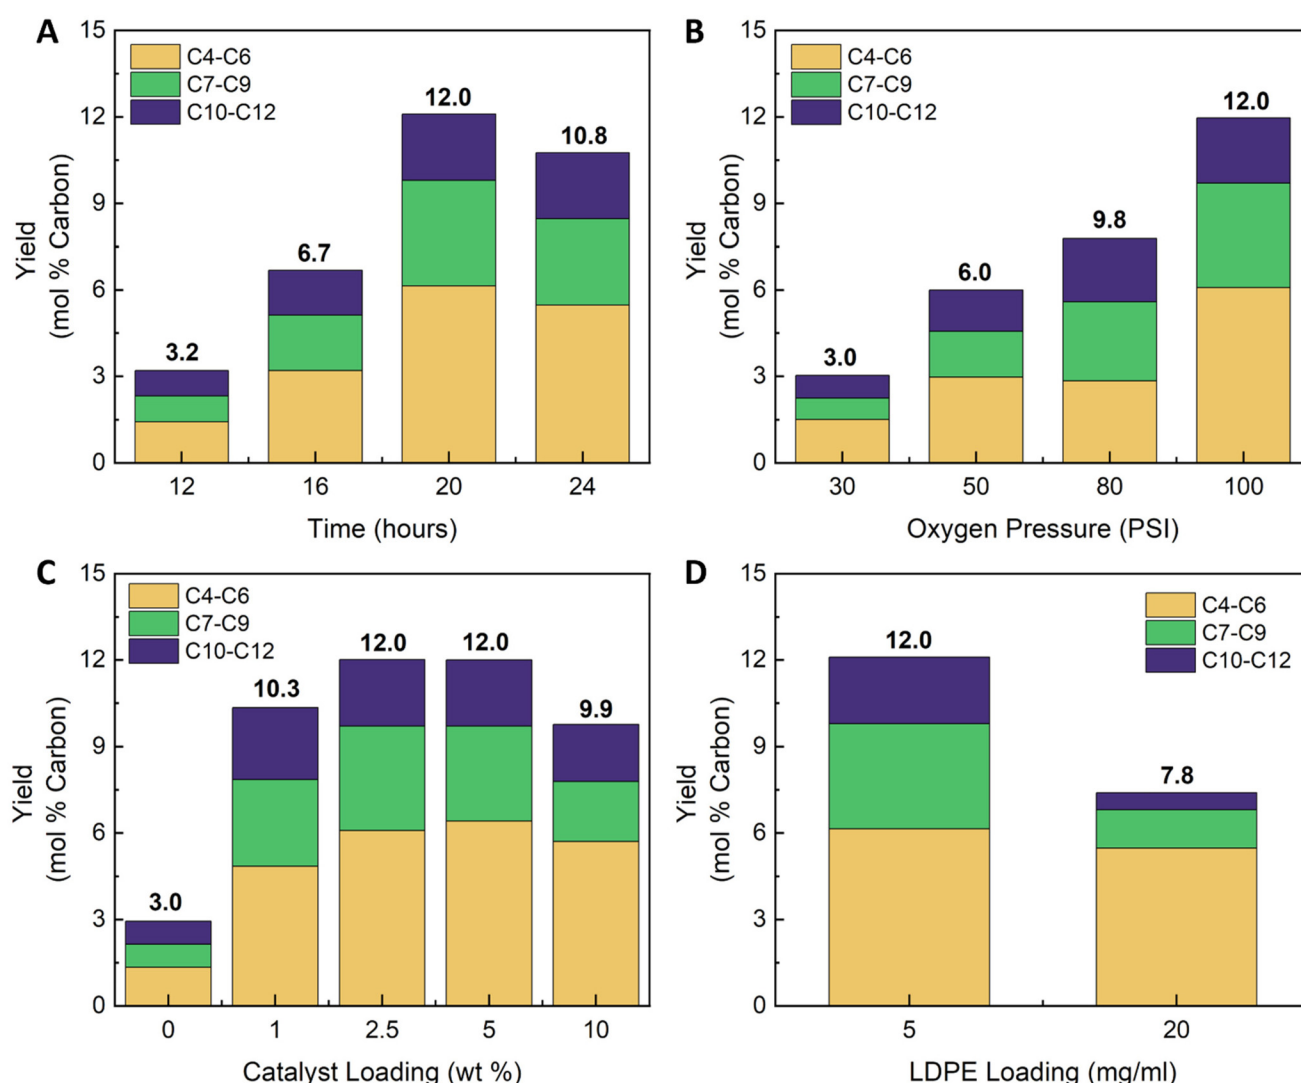 A
15
12
9
6
3
0
Yield
(mol % Carbon)
C4-C6
C7-C9
C10-C12
3.2
6.7
12.0
10.8
12
16
20
24
Time (hours)
B
15
12
9
6
3
0
Yield
(mol % Carbon)
C4-C6
C7-C9
C10-C12
3.0
6.0
9.8
12.0
30
50
80
100
Oxygen Pressure (PSI)
C
15
12
9
6
3
0
Yield
(mol % Carbon)
C4-C6
C7-C9
C10-C12
3.0
10.3
12.0
12.0
9.9
0
1
2.5
5
10
Catalyst Loading (wt %)
D
15
12
9
6
3
0
Yield
(mol % Carbon)
C4-C6
C7-C9
C10-C12
12.0
7.8
5
20
LDPE Loading (mg/ml)